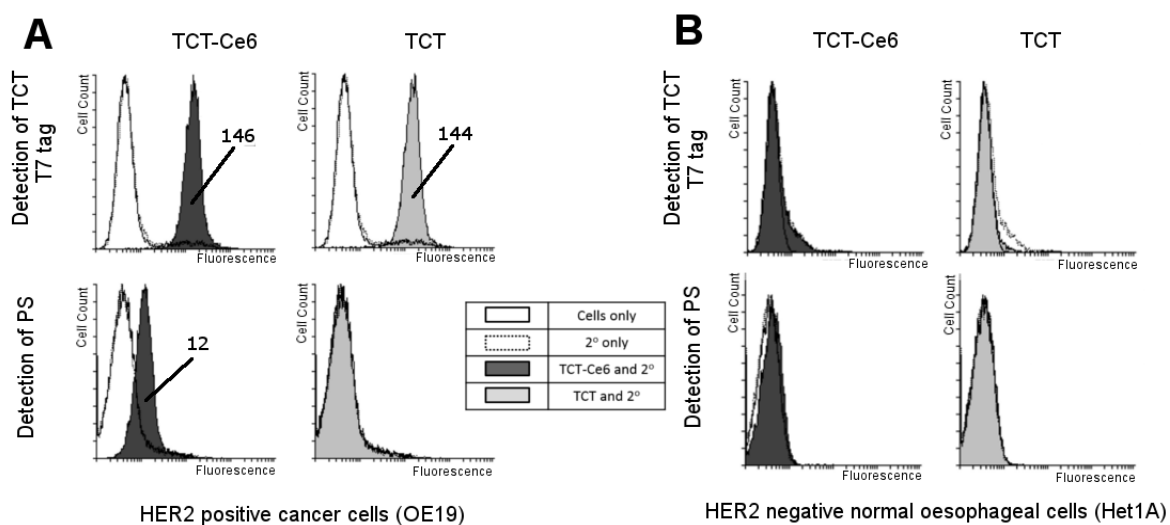 A
TCT-Ce6
TCT
Detection of TCT
T7 tag
Cell Count
146
Fluorescence
Cell Count
144
Fluorescence
Detection of PS
Cell Count
12
Fluorescence
Cell Count
Fluorescence
Cells only
2º only
TCT-Ce6 and 2º
TCT and 2º
HER2 positive cancer cells (OE19)
B
TCT-Ce6
TCT
Detection of TCT
T7 tag
Cell Count
Fluorescence
Cell Count
Fluorescence
Detection of PS
Cell Count
Fluorescence
Cell Count
Fluorescence
HER2 negative normal oesophageal cells (Het1A)